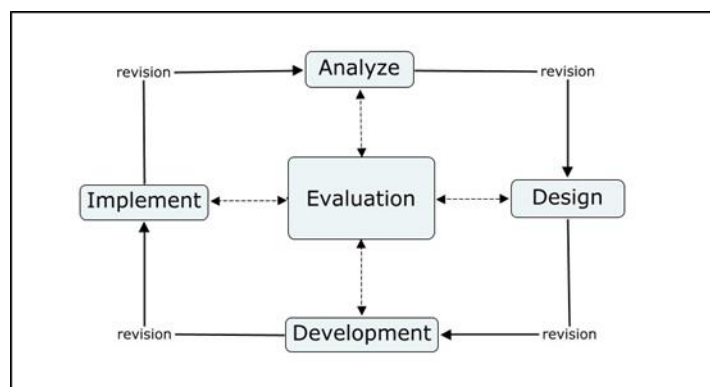 revision
Analyze
revision
Implement
Evaluation
Design
revision
Development
revision